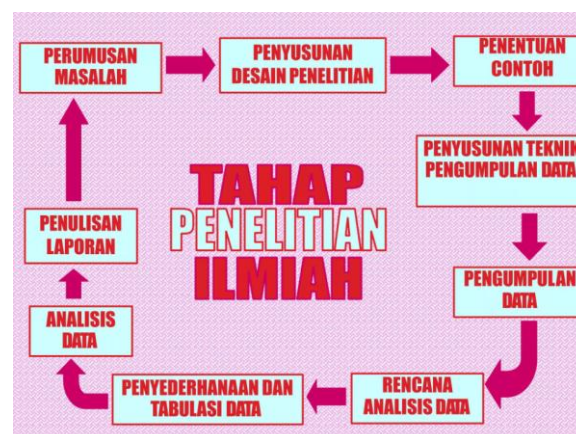 PERUMUSAN
MASALAH
PENYUSUNAN
DESAIN PENELITIAN
PENENTUAN
CONTOH
PENYUSUNAN TEKNIK
PENGUMPULAN DATA
PENGUMPULAN
DATA
RENCANA
ANALISIS DATA
PENYEDERHANAAN DAN
TABULASI DATA
ANALISIS
DATA
PENULISAN
LAPORAN
TAHAP
PENELITIAN
ILMIAH